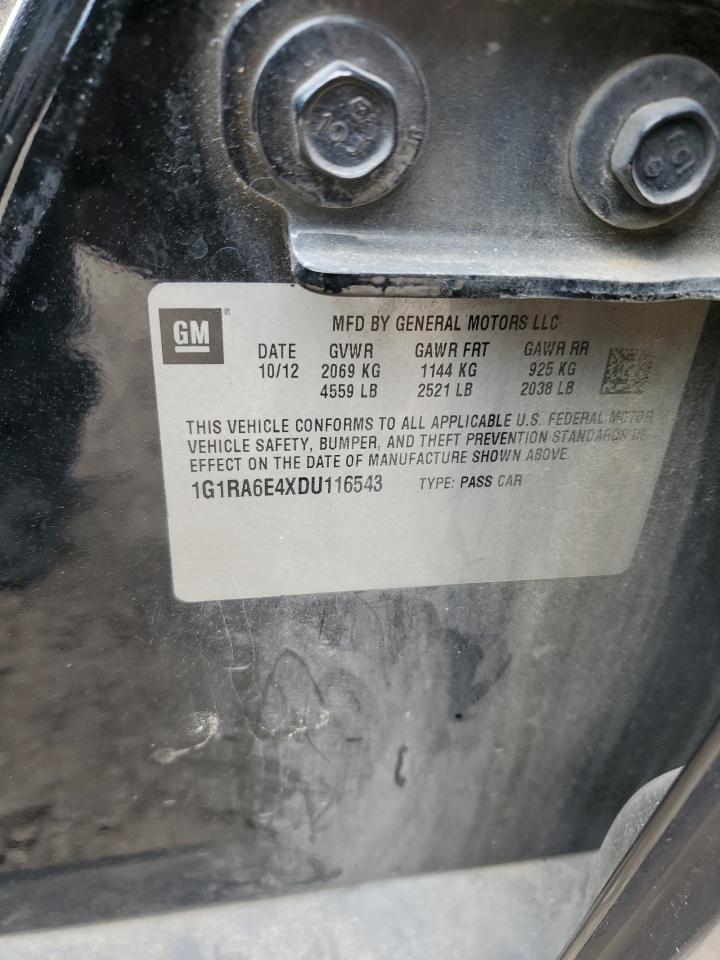 GM ®
MFD BY GENERAL MOTORS LLC
DATE GVWR GAWR FRT GAWR RR
10/12 2069 KG 1144 KG 925 KG
4559 LB 2521 LB 2038 LB
THIS VEHICLE CONFORMS TO ALL APPLICABLE U.S. FEDERAL MOTOR
VEHICLE SAFETY, BUMPER, AND THEFT PREVENTION STANDARDS IN
EFFECT ON THE DATE OF MANUFACTURE SHOWN ABOVE.
1G1RA6E4XDU116543 TYPE: PASS CAR